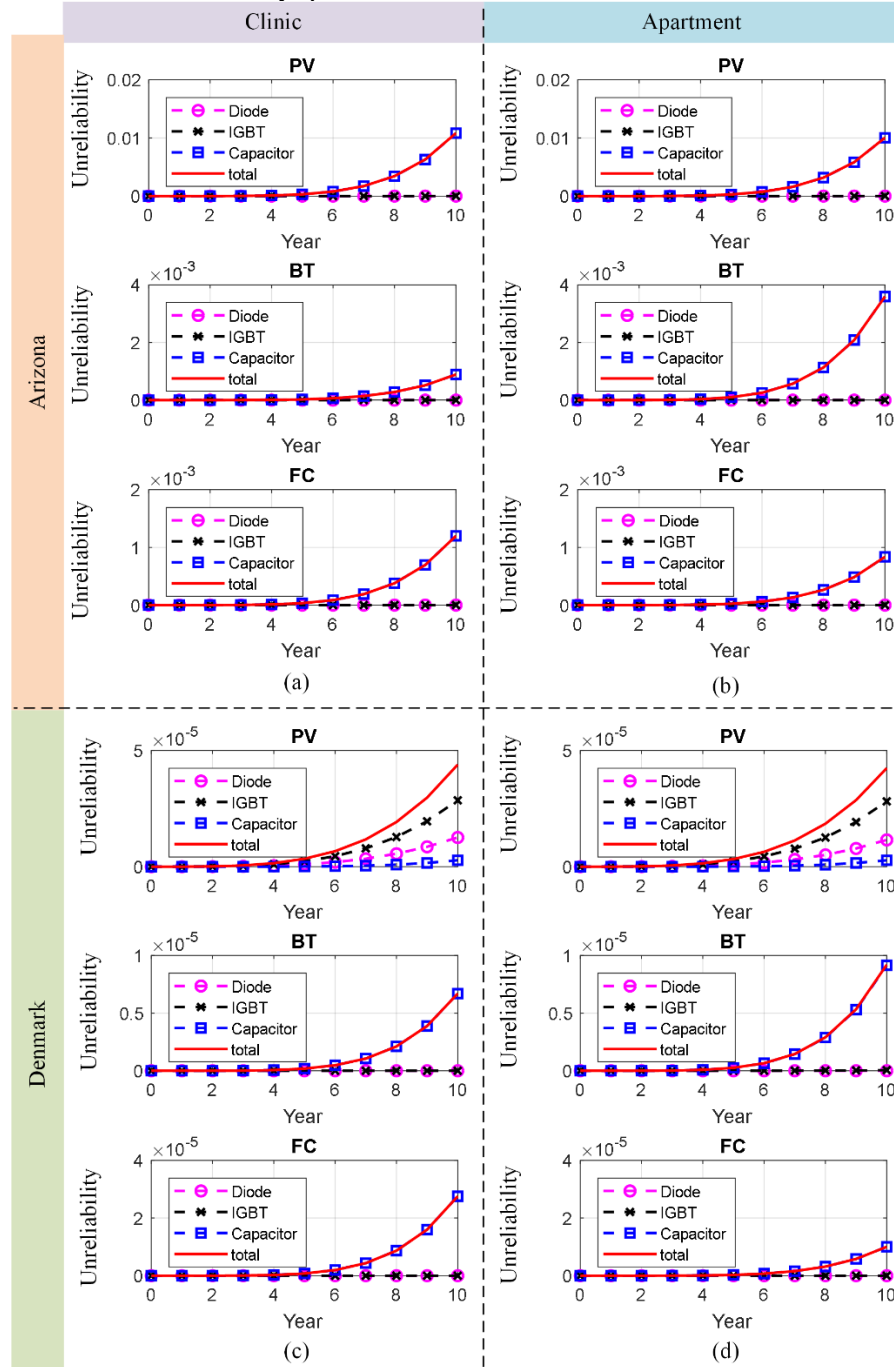 Clinic
Apartment
Arizona
PV
Unreliability
0.02
0.01
0
Diode
IGBT
Capacitor
total
0 2 4 6 8 10
Year
PV
Unreliability
0.02
0.01
0
Diode
IGBT
Capacitor
total
0 2 4 6 8 10
Year
BT
×10-3
Unreliability
4
2
0
Diode
IGBT
Capacitor
total
0 2 4 6 8 10
Year
BT
×10-3
Unreliability
4
2
0
Diode
IGBT
Capacitor
total
0 2 4 6 8 10
Year
FC
×10-3
Unreliability
2
1
0
Diode
IGBT
Capacitor
total
0 2 4 6 8 10
Year
(a)
FC
×10-3
Unreliability
2
1
0
Diode
IGBT
Capacitor
total
0 2 4 6 8 10
Year
(b)
Denmark
PV
×10-5
Unreliability
5
0
Diode
IGBT
Capacitor
total
0 2 4 6 8 10
Year
PV
×10-5
Unreliability
5
0
Diode
IGBT
Capacitor
total
0 2 4 6 8 10
Year
BT
×10-5
Unreliability
1
0.5
0
Diode
IGBT
Capacitor
total
0 2 4 6 8 10
Year
BT
×10-5
Unreliability
1
0.5
0
Diode
IGBT
Capacitor
total
0 2 4 6 8 10
Year
FC
×10-5
Unreliability
4
2
0
Diode
IGBT
Capacitor
total
0 2 4 6 8 10
Year
(c)
FC
×10-5
Unreliability
4
2
0
Diode
IGBT
Capacitor
total
0 2 4 6 8 10
Year
(d)